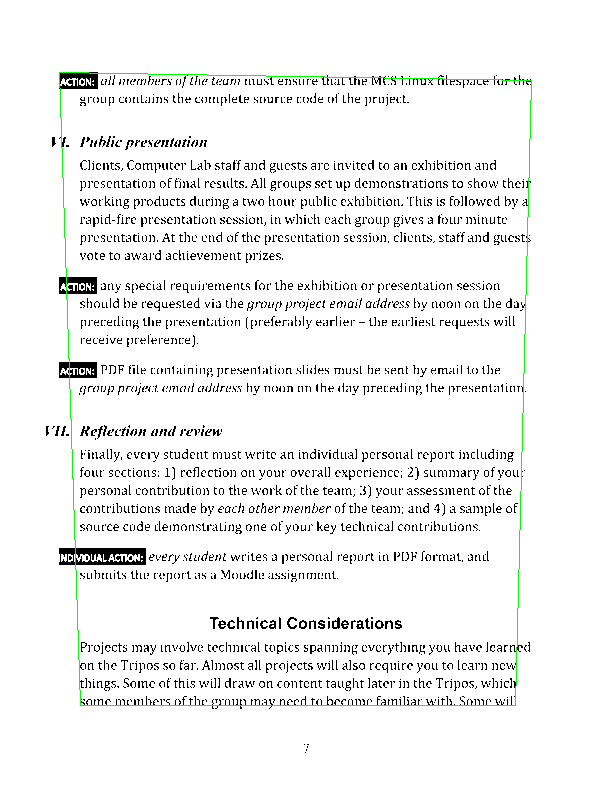 ACTION: all members of the team must ensure that the MCS Linux filespace for the
group contains the complete source code of the project.
VI. Public presentation
Clients, Computer Lab staff and guests are invited to an exhibition and
presentation of final results. All groups set up demonstrations to show their
working products during a two hour public exhibition. This is followed by a
rapid-fire presentation session, in which each group gives a four minute
presentation. At the end of the presentation session, clients, staff and guests
vote to award achievement prizes.
ACTION: any special requirements for the exhibition or presentation session
should be requested via the group project email address by noon on the day
preceding the presentation (preferably earlier – the earliest requests will
receive preference).
ACTION: PDF file containing presentation slides must be sent by email to the
group project email address by noon on the day preceding the presentation.
VII. Reflection and review
Finally, every student must write an individual personal report including
four sections: 1) reflection on your overall experience; 2) summary of your
personal contribution to the work of the team; 3) your assessment of the
contributions made by each other member of the team; and 4) a sample of
source code demonstrating one of your key technical contributions.
INDIVIDUAL ACTION: every student writes a personal report in PDF format, and
submits the report as a Moodle assignment.
Technical Considerations
Projects may involve technical topics spanning everything you have learned
on the Tripos so far. Almost all projects will also require you to learn new
things. Some of this will draw on content taught later in the Tripos, which
some members of the group may need to become familiar with. Some will
7